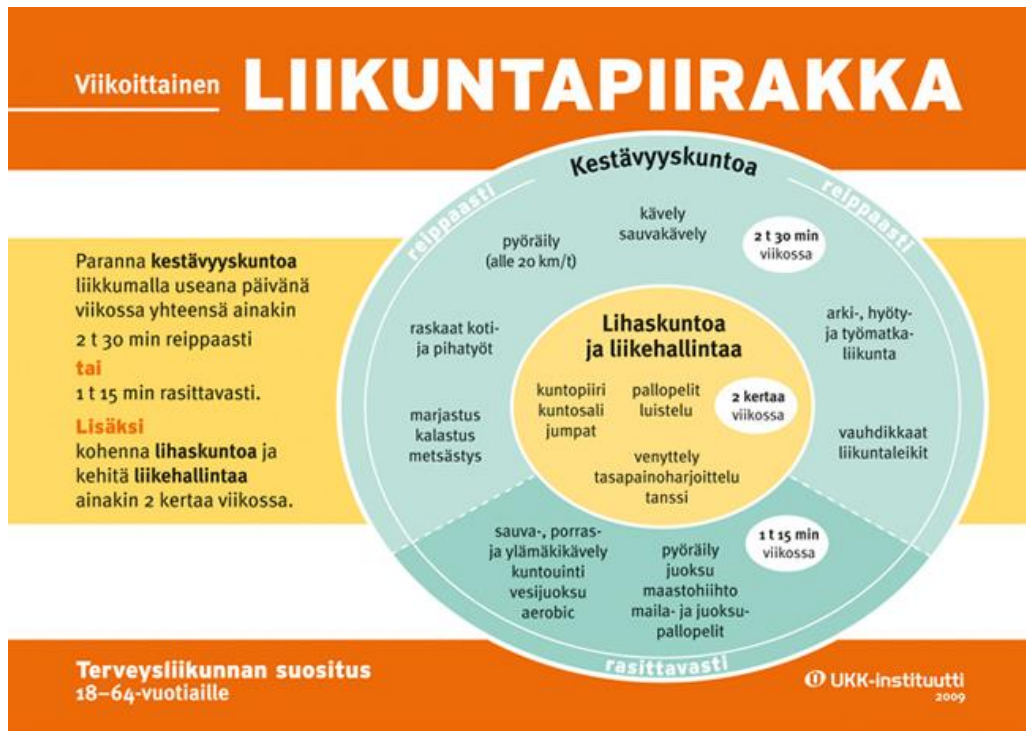 Viikoittainen LIIKUNTAPIIRAKKA
Paranna kestävyyskuntoa
liikkumalla useana päivänä
viikossa yhteensä ainakin
2 t 30 min reippaasti
tai
1 t 15 min rasittavasti.
Lisäksi
kohenna lihaskuntoa ja
kehitä liikehallintaa
ainakin 2 kertaa viikossa.
Kestävyyskuntoa
reippaasti
reippaasti
kävely
sauvakävely
2 t 30 min
viikossa
pyöräily
(alle 20 km/t)
raskaat koti-
ja pihatyöt
arki-, hyöty-
ja työmatka-
liikunta
marjastus
kalastus
metsästys
vauhdikkaat
liikuntaleikit
Lihaskuntoa
ja liikehallintaa
kuntopiiri
kuntosali
jumpat
pallopelit
luistelu
2 kertaa
viikossa
venyttely
tasapainoharjoittelu
tanssi
sauva-, porras-
ja ylämäkikävely
kuntouinti
vesijuoksu
aerobic
pyöräily
juoksu
maastohiihto
maila- ja juoksu-
pallopelit
1 t 15 min
viikossa
rasittavasti
Terveysliikunnan suositus
18–64-vuotiaille
UKK-instituutti
2009